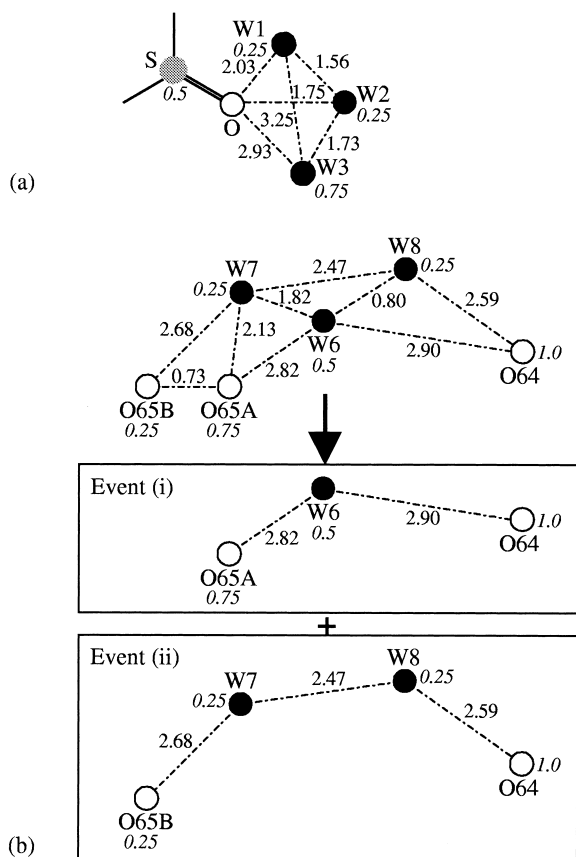 W1
S
0.25
0.5
2.03
1.56
1.75
W2
0.25
O
3.25
2.93
1.73
W3
0.75
(a)
W8
W7
2.47
0.25
0.25
1.82
0.80
2.59
2.68
2.13
W6
2.90
0.73
2.82
0.5
1.0
O64
O65B
O65A
0.25
0.75
Event (i)
W6
2.90
1.0
2.82
0.5
O64
O65A
0.75
+
Event (ii)
W8
W7
2.47
0.25
0.25
2.59
2.68
1.0
O64
O65B
0.25
(b)